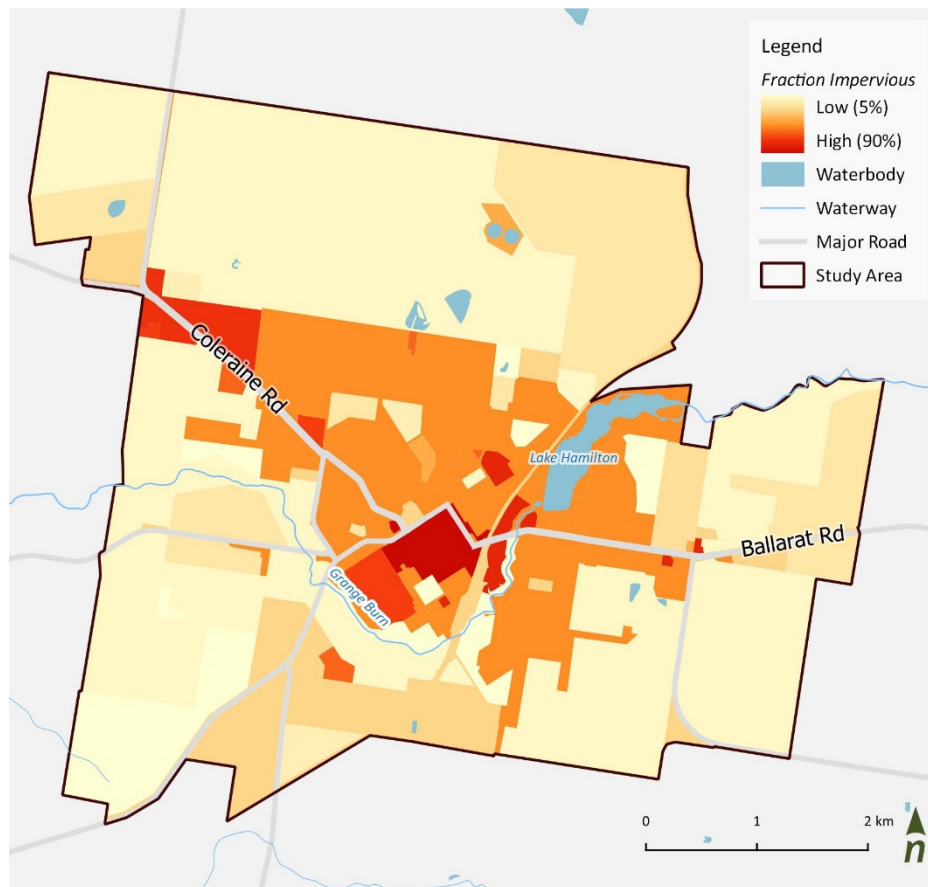 Legend
Fraction Impervious
Low (5%)
High (90%)
Waterbody
Waterway
Major Road
Study Area
Coleraine Rd
Lake Hamilton
Ballarat Rd
Grange Burn
0 1 2 km
n